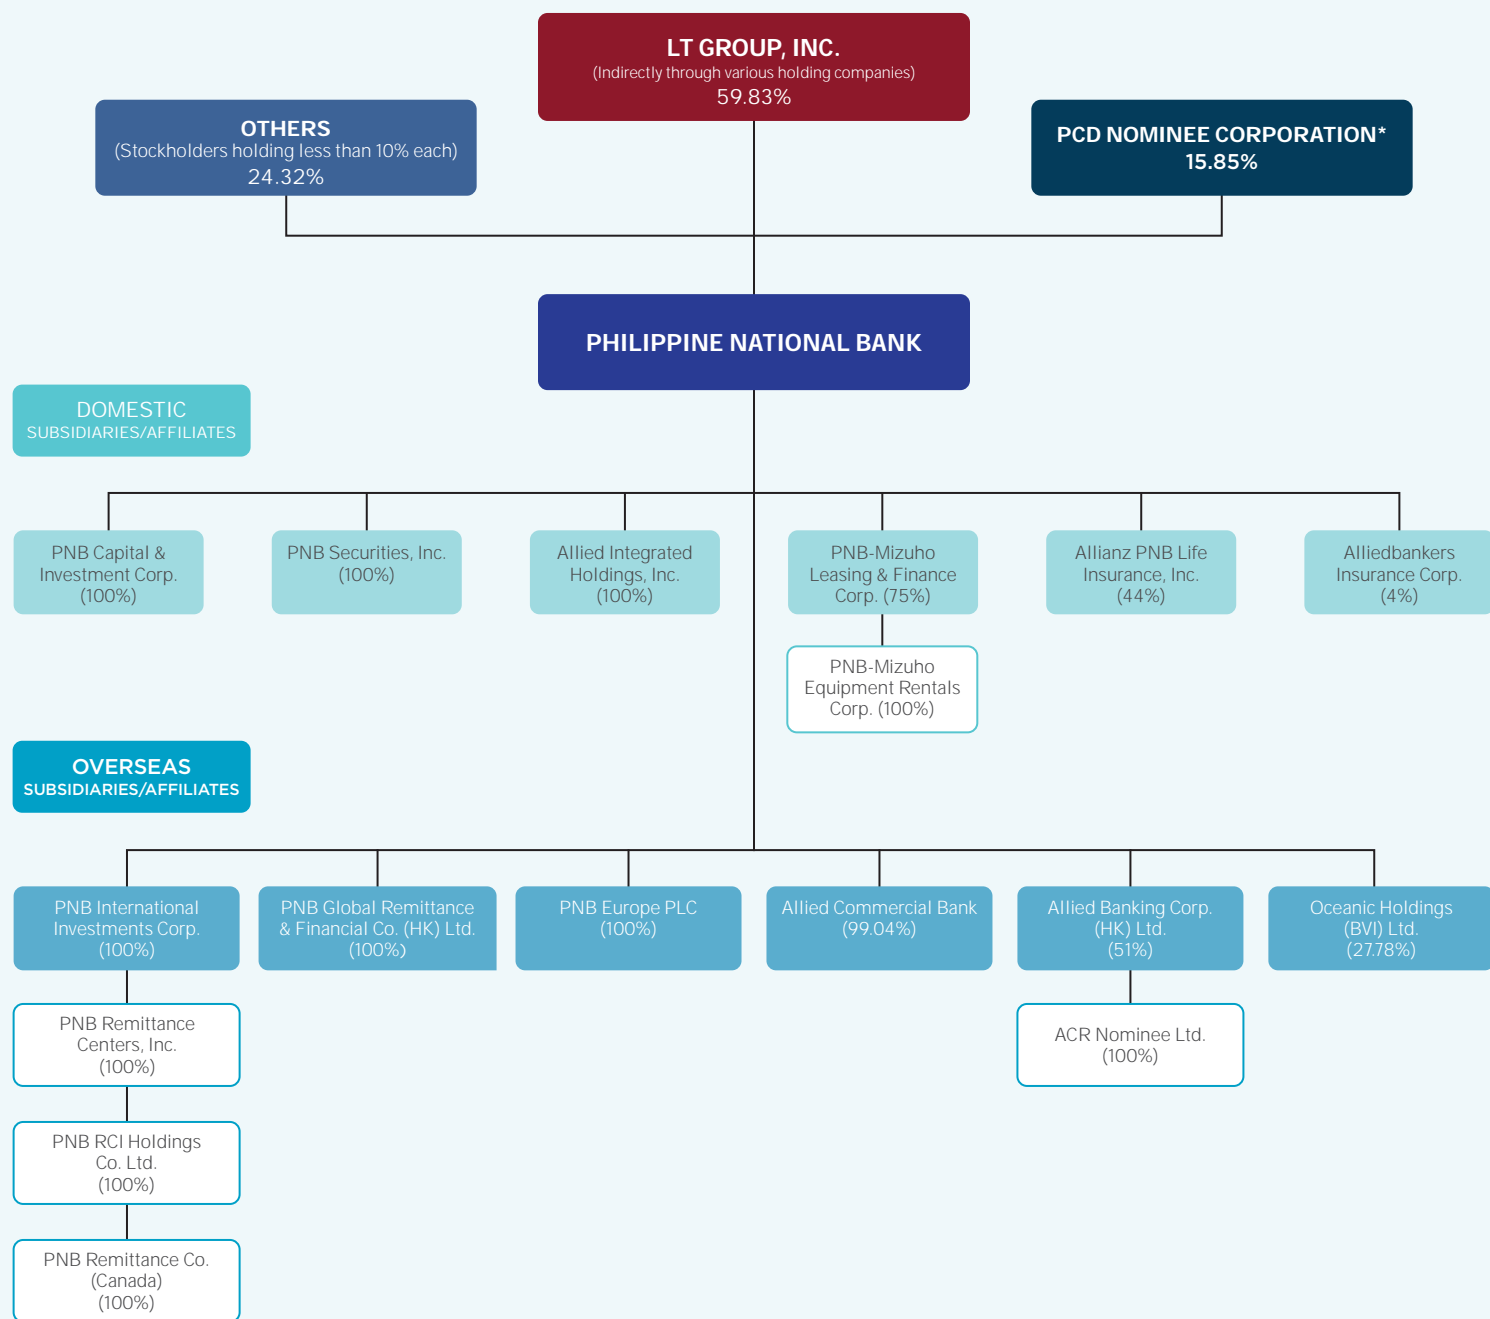 LT GROUP, INC.
(Indirectly through various holding companies)
59.83%
OTHERS
(Stockholders holding less than 10% each)
24.32%
PCD NOMINEE CORPORATION*
15.85%
PHILIPPINE NATIONAL BANK
DOMESTIC
SUBSIDIARIES/AFFILIATES
PNB Capital &
Investment Corp.
(100%)
PNB Securities, Inc.
(100%)
Allied Integrated
Holdings, Inc.
(100%)
PNB-Mizuho
Leasing & Finance
Corp. (75%)
Allianz PNB Life
Insurance, Inc.
(44%)
Alliedbankers
Insurance Corp.
(4%)
PNB-Mizuho
Equipment Rentals
Corp. (100%)
OVERSEAS
SUBSIDIARIES/AFFILIATES
PNB International
Investments Corp.
(100%)
PNB Global Remittance
& Financial Co. (HK) Ltd.
(100%)
PNB Europe PLC
(100%)
Allied Commercial Bank
(99.04%)
Allied Banking Corp.
(HK) Ltd.
(51%)
Oceanic Holdings
(BVI) Ltd.
(27.78%)
PNB Remittance
Centers, Inc.
(100%)
ACR Nominee Ltd.
(100%)
PNB RCI Holdings
Co. Ltd.
(100%)
PNB Remittance Co.
(Canada)
(100%)